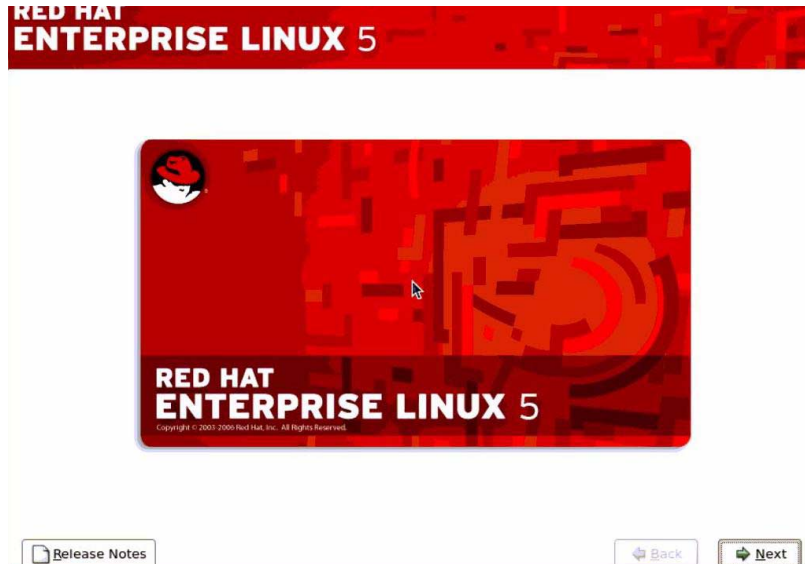 RED HAT
ENTERPRISE LINUX 5
RED HAT
ENTERPRISE LINUX 5
Copyright © 2003-2006 Red Hat, Inc. All Rights Reserved.
Release Notes
Back
Next